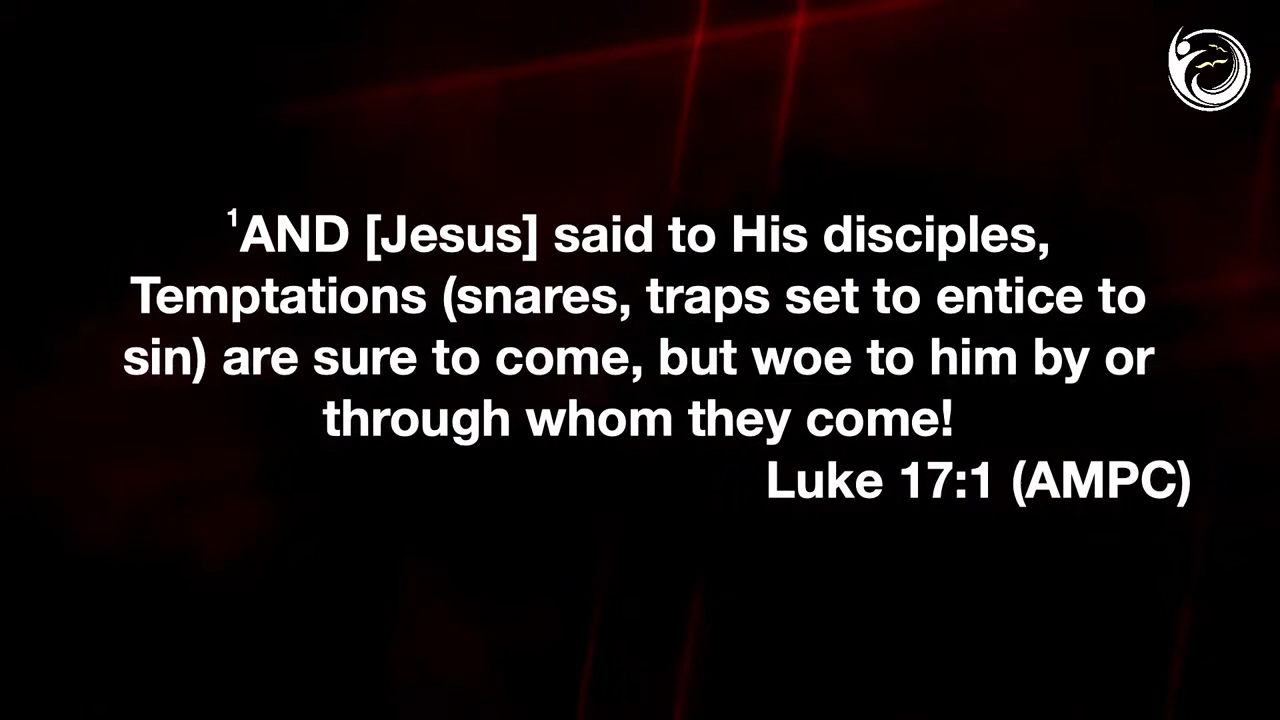 ¹AND [Jesus] said to His disciples,
Temptations (snares, traps set to entice to
sin) are sure to come, but woe to him by or
through whom they come!
Luke 17:1 (AMPC)